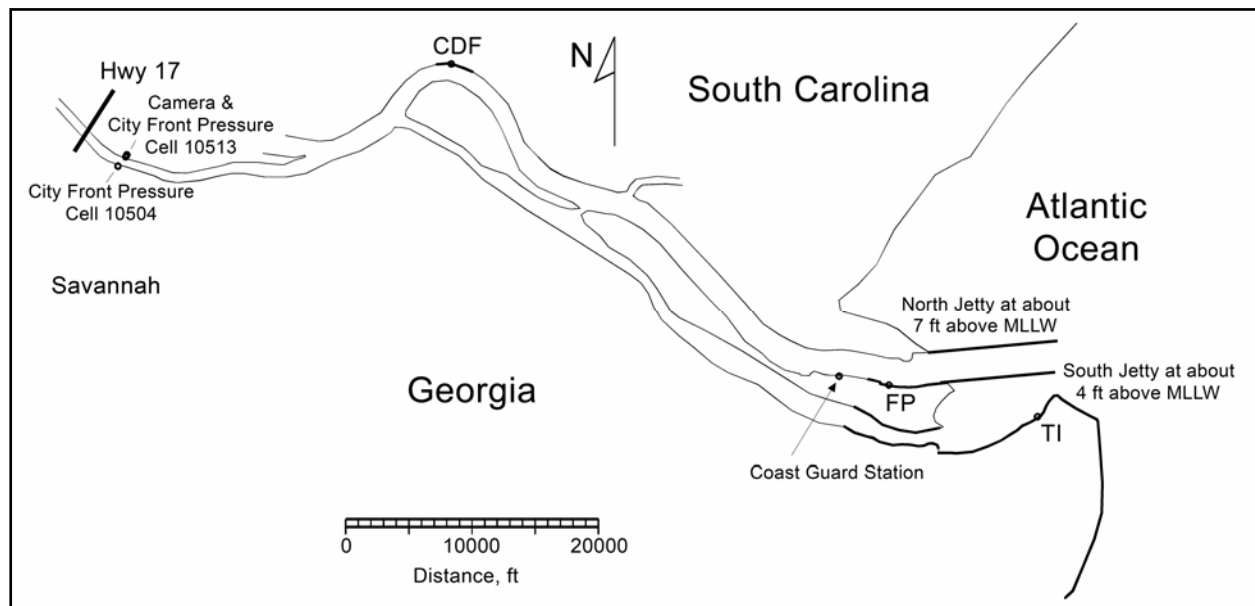 CDF
N
South Carolina
Hwy 17
Camera &
City Front Pressure
Cell 10513
City Front Pressure
Cell 10504
Atlantic
Ocean
Savannah
North Jetty at about
7 ft above MLLW
South Jetty at about
4 ft above MLLW
Georgia
FP
TI
Coast Guard Station
0 10000 20000
Distance, ft